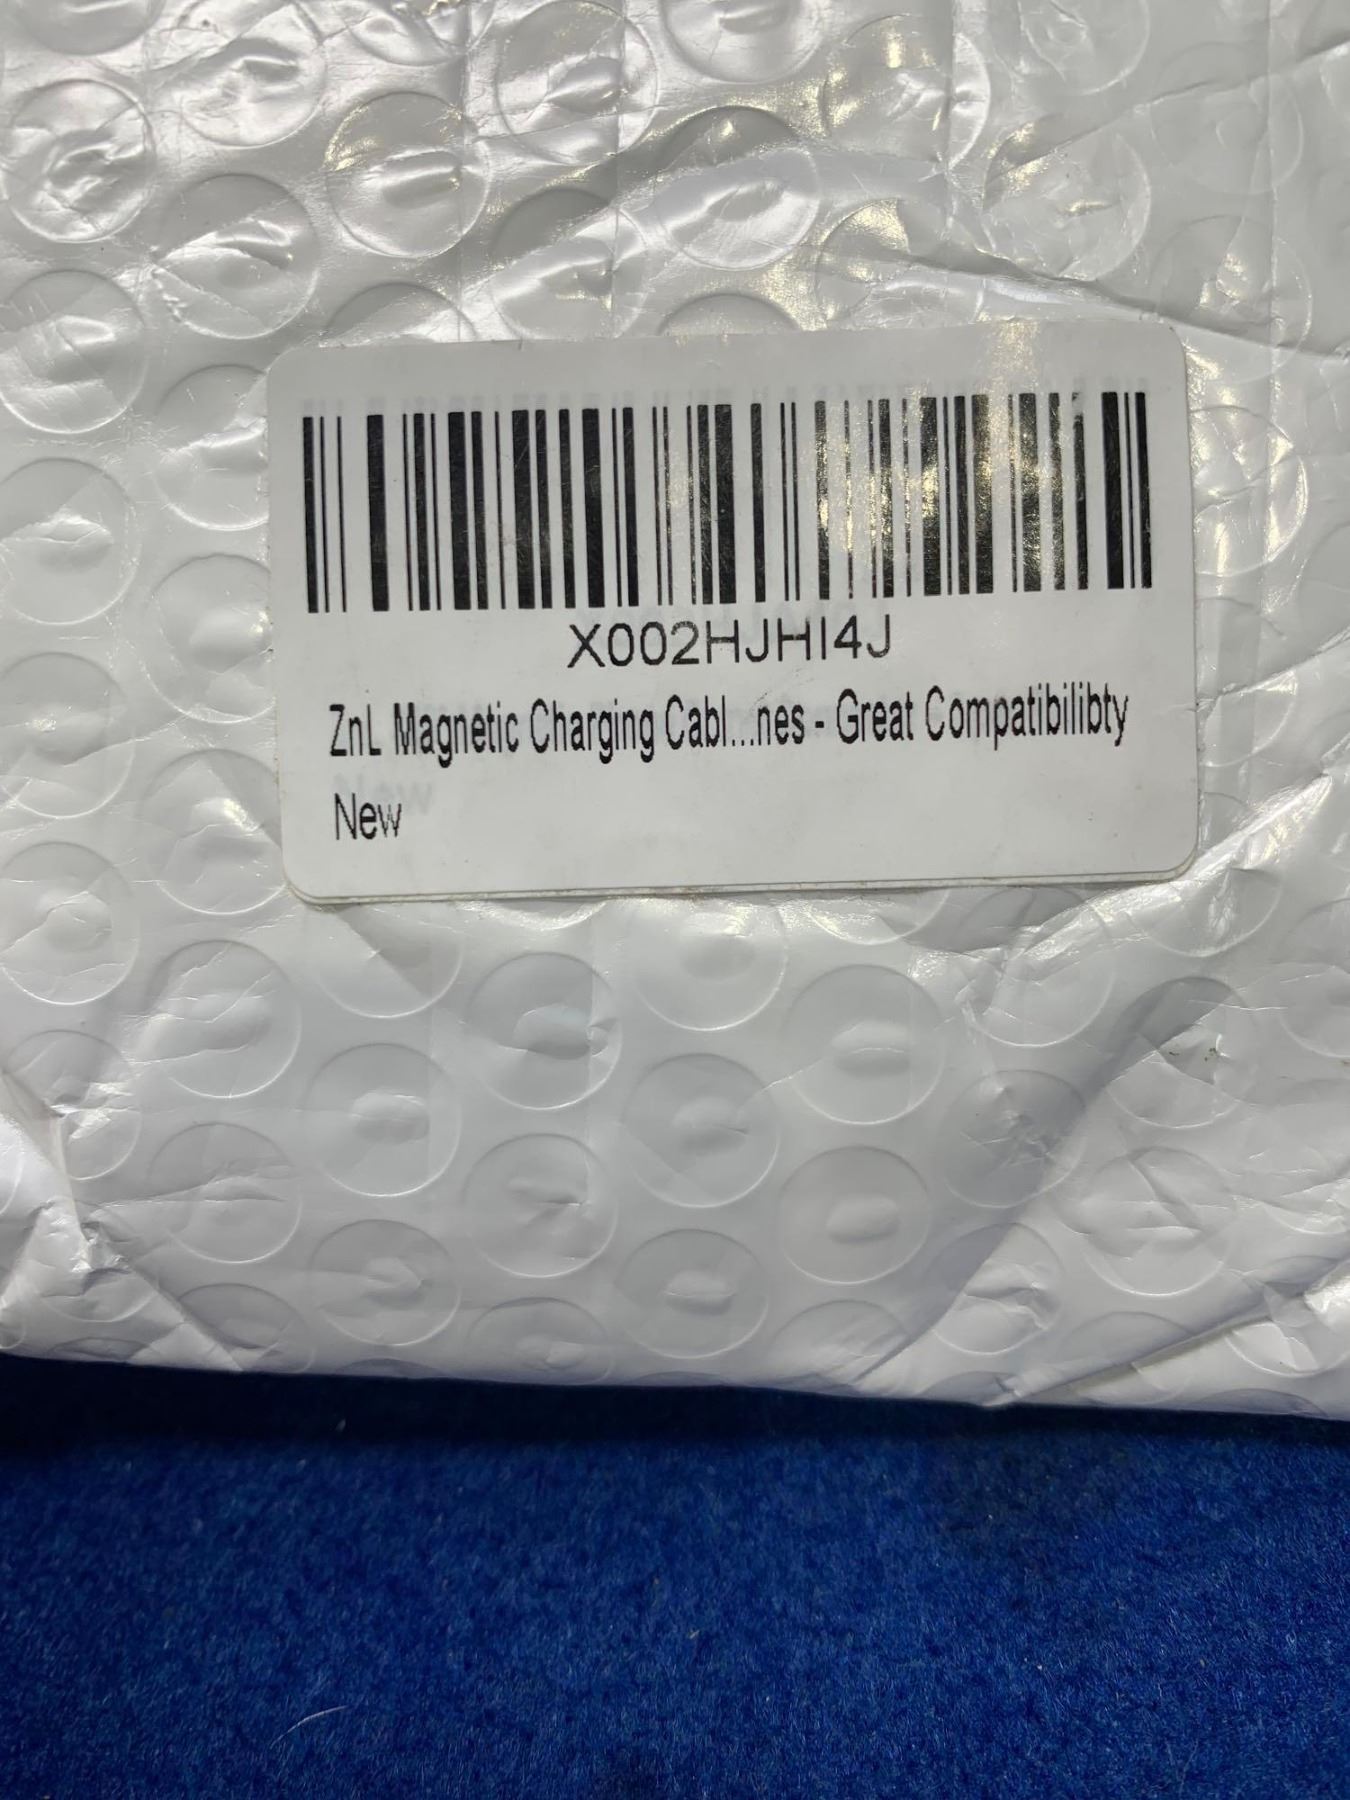 X002HJHI4J
ZnL Magnetic Charging Cabl...nes - Great Compatibilibty
New